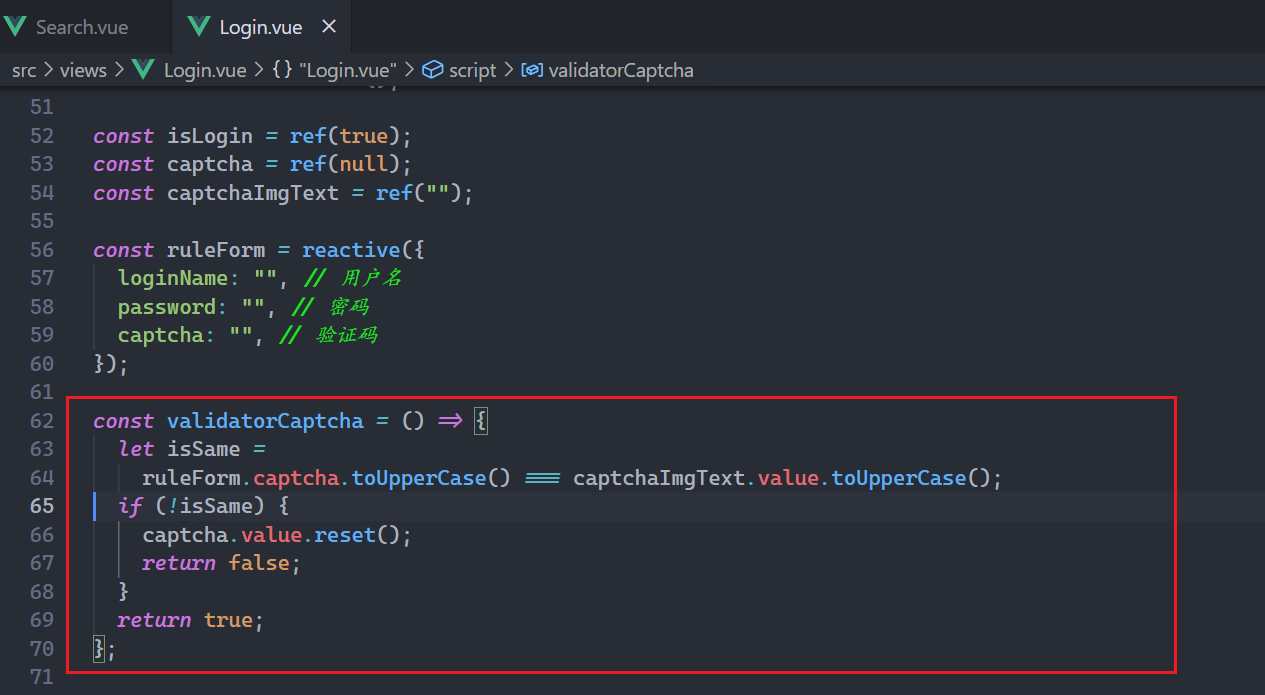 Search.vue Login.vue ×
src > views > Login.vue > {} "Login.vue" > script > validatorCaptcha
51
52 const isLogin = ref(true);
53 const captcha = ref(null);
54 const captchaImgText = ref("");
55
56 const ruleForm = reactive({
57 loginName: "", // 用户名
58 password: "", // 密码
59 captcha: "", // 验证码
60 });
61
62 const validatorCaptcha = () => {
63 let isSame =
64 ruleForm.captcha.toUpperCase() === captchaImgText.value.toUpperCase();
65 if (!isSame) {
66 captcha.value.reset();
67 return false;
68 }
69 return true;
70 };
71